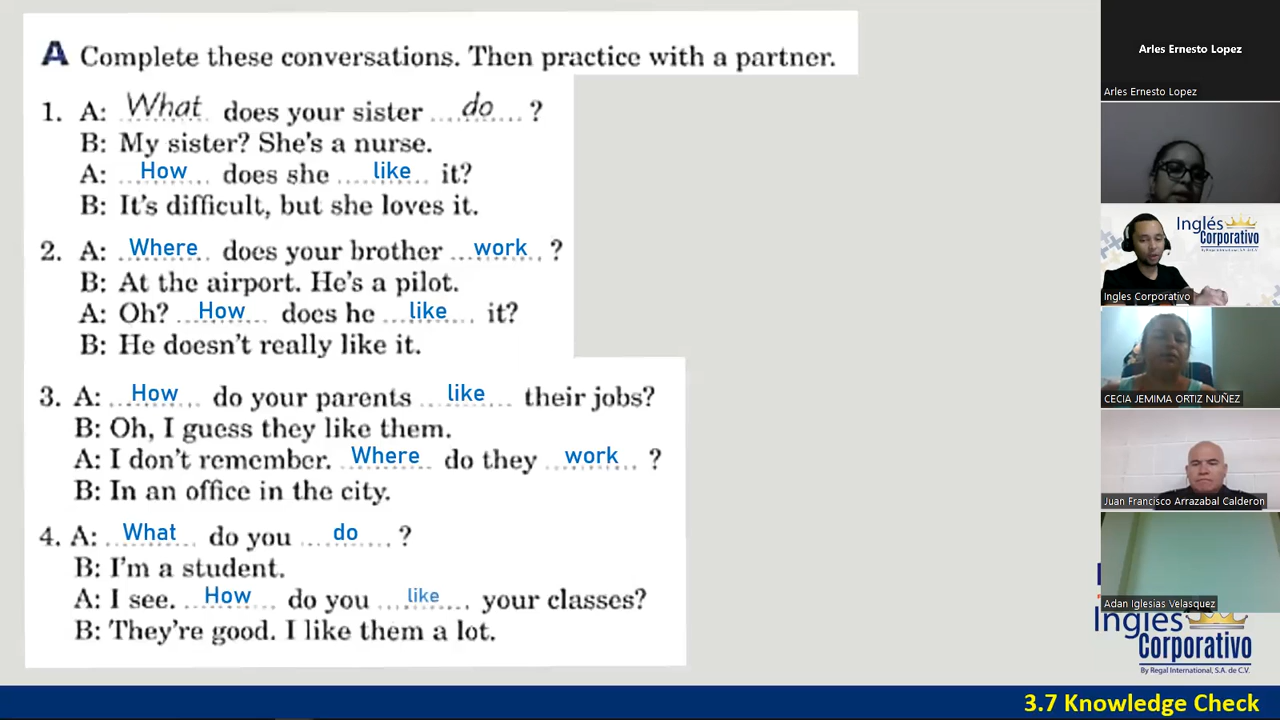 A Complete these conversations. Then practice with a partner.
1. A: What does your sister do ?
B: My sister? She's a nurse.
A: How does she like it?
B: It's difficult, but she loves it.
2. A: Where does your brother work ?
B: At the airport. He's a pilot.
A: Oh? How does he like it?
B: He doesn't really like it.
3. A: How do your parents like their jobs?
B: Oh, I guess they like them.
A: I don't remember. Where do they work ?
B: In an office in the city.
4. A: What do you do ?
B: I'm a student.
A: I see. How do you like your classes?
B: They're good. I like them a lot.
Arles Ernesto Lopez
Arles Ernesto Lopez
Inglés
Corporativo
By Regal International, S.A. de C.V.
Ingles Corporativo
CECIA JEMIMA ORTIZ NUÑEZ
Juan Francisco Arrazabal Calderon
Adan Iglesias Velasquez
Ingles
Corporativo
By Regal International, S.A. de C.V.
3.7 Knowledge Check